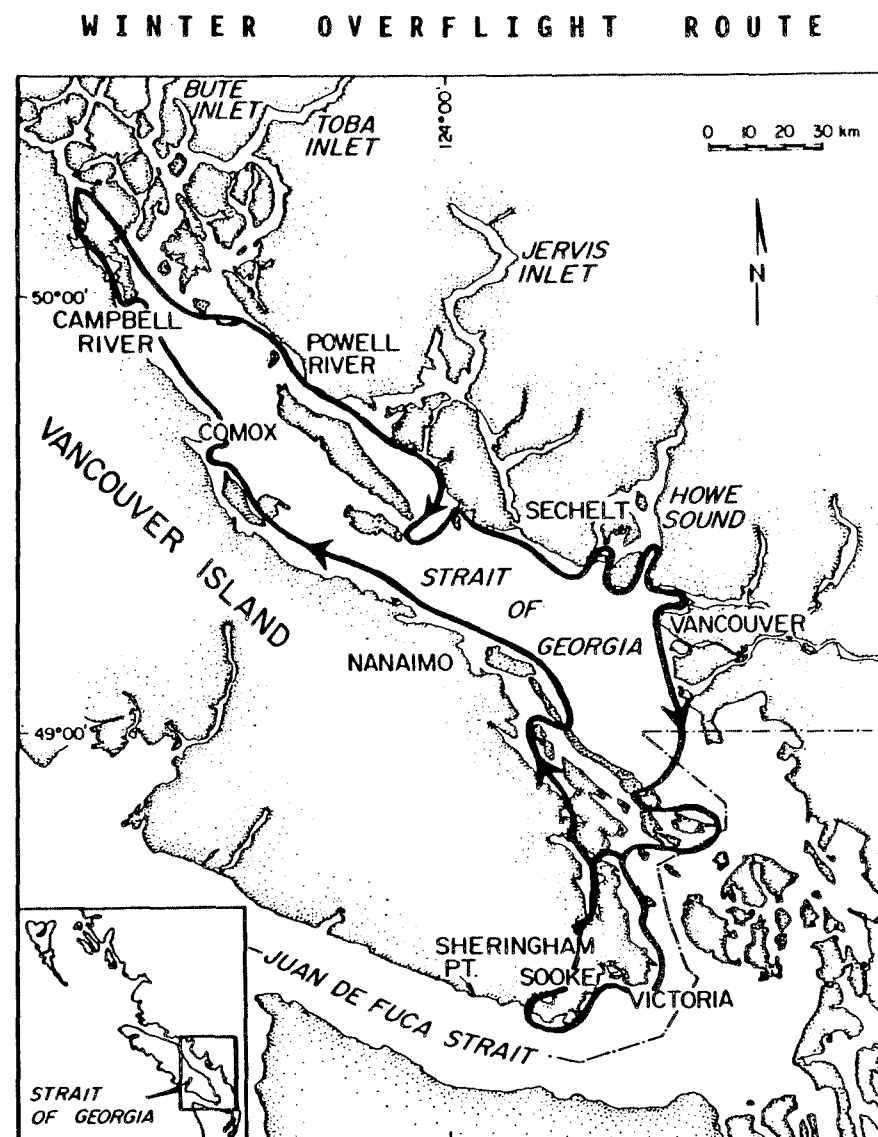 WINTER OVERFLIGHT ROUTE
BUTE
INLET
TOBA
INLET
124°00'
0 10 20 30 km
JERVIS
INLET
N
50°00'
CAMPBELL
RIVER
POWELL
RIVER
COMOX
VANCOUVER ISLAND
SECHELT
HOWE
SOUND
STRAIT
OF
GEORGIA
VANCOUVER
NANAIMO
49°00'
SHERINGHAM
PT.
SOOKE
VICTORIA
JUAN DE FUCA STRAIT
STRAIT
OF GEORGIA